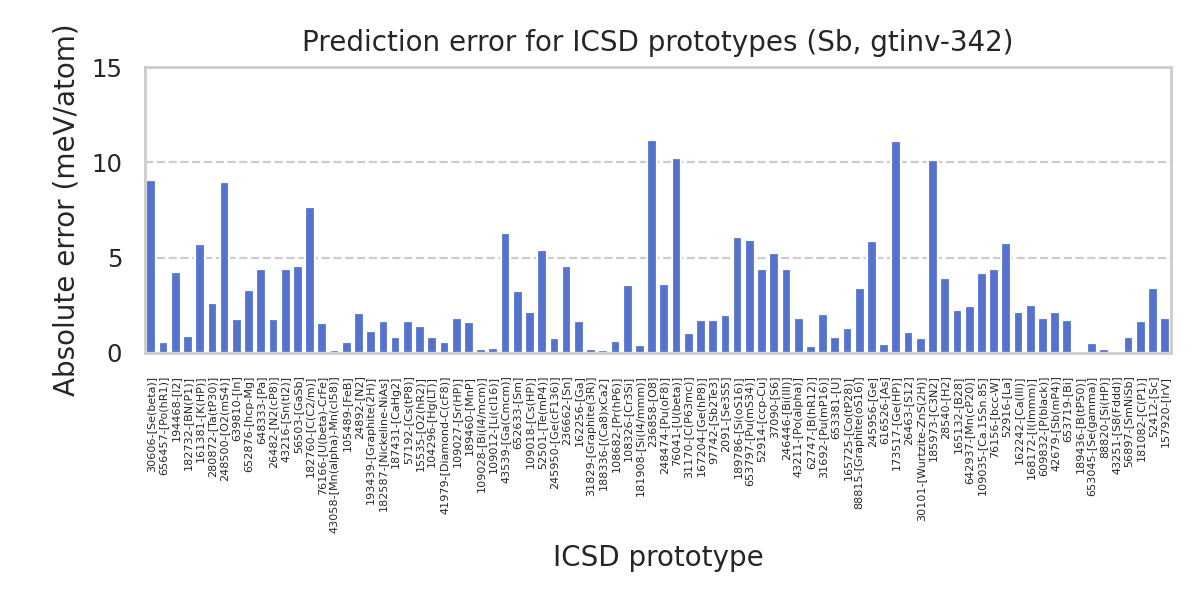 Prediction error for ICSD prototypes (Sb, gtinv-342)
Absolute error (meV/atom)
15
10
5
0
30606-[Se(beta)]
656457-[Po(hR1)]
194468-[I2]
182732-[BN(P1)]
161381-[K(HP)]
280872-[Ta(tP30)]
248500-[O2(mS4)]
639810-[In]
652876-[hcp-Mg]
648333-[Pa]
26482-[N2(cP8)]
43216-[Sn(tI2)]
56503-[GaSb]
182760-[C(C2/m)]
76166-[U(beta)-CrFe]
43058-[Mn(alpha)-Mn(cI58)]
105489-[FeB]
24892-[N2]
193439-[Graphite(2H)]
182587-[Nickeline-NiAs]
187431-[CaHg2]
57192-[Cs(tP8)]
15535-[O2(hR2)]
104296-[Hg(LT)]
41979-[Diamond-C(cF8)]
109027-[Sr(HP)]
189460-[MnP]
109028-[Bi(I4/mcm)]
109012-[Li(cI16)]
43539-[Ga(Cmcm)]
652633-[Sm]
109018-[Cs(HP)]
52501-[Te(mP4)]
245950-[Ge(cF136)]
236662-[Sn]
162256-[Ga]
31829-[Graphite(3R)]
188336-[(Ca8)xCa2]
108682-[Pr(hP6)]
108326-[Cr3Si]
181908-[Si(I4/mmm)]
236858-[O8]
248474-[Pu(oF8)]
76041-[U(beta)]
31170-[C(P63mc)]
167204-[Ge(hP8)]
97742-[Sb2Te3]
2091-[Se3S5]
189786-[Si(oS16)]
653797-[Pu(mS34)]
52914-[ccp-Cu]
37090-[S6]
246446-[Bi(III)]
43211-[Po(alpha)]
62747-[B(hR12)]
31692-[Pu(mP16)]
653381-[U]
165725-[Co(tP28)]
88815-[Graphite(oS16)]
245956-[Ge]
616526-[As]
173517-[Ge(HP)]
26463-[S12]
30101-[Wurtzite-ZnS(2H)]
185973-[C3N2]
28540-[H2]
165132-[B28]
642937-[Mn(cP20)]
109035-[Ca.15Sn.85]
76156-[bcc-W]
52916-[La]
162242-[Ca(III)]
168172-[I(Immm)]
609832-[P(black)]
42679-[Sb(mP4)]
653719-[Bi]
189436-[B(tP50)]
653045-[Se(gamma)]
88820-[Si(HP)]
43251-[S8(Fddd)]
56897-[SmNiSb]
181082-[C(P1)]
52412-[Sc]
157920-[IrV]
ICSD prototype